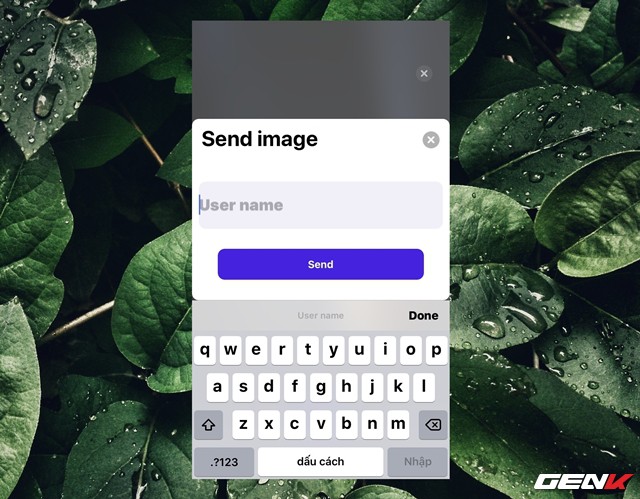 Send image
User name
Send
User name
Done
q w e r t y u i o p
a s d f g h j k l
z x c v b n m
.?123
dấu cách
Nhập
GENK